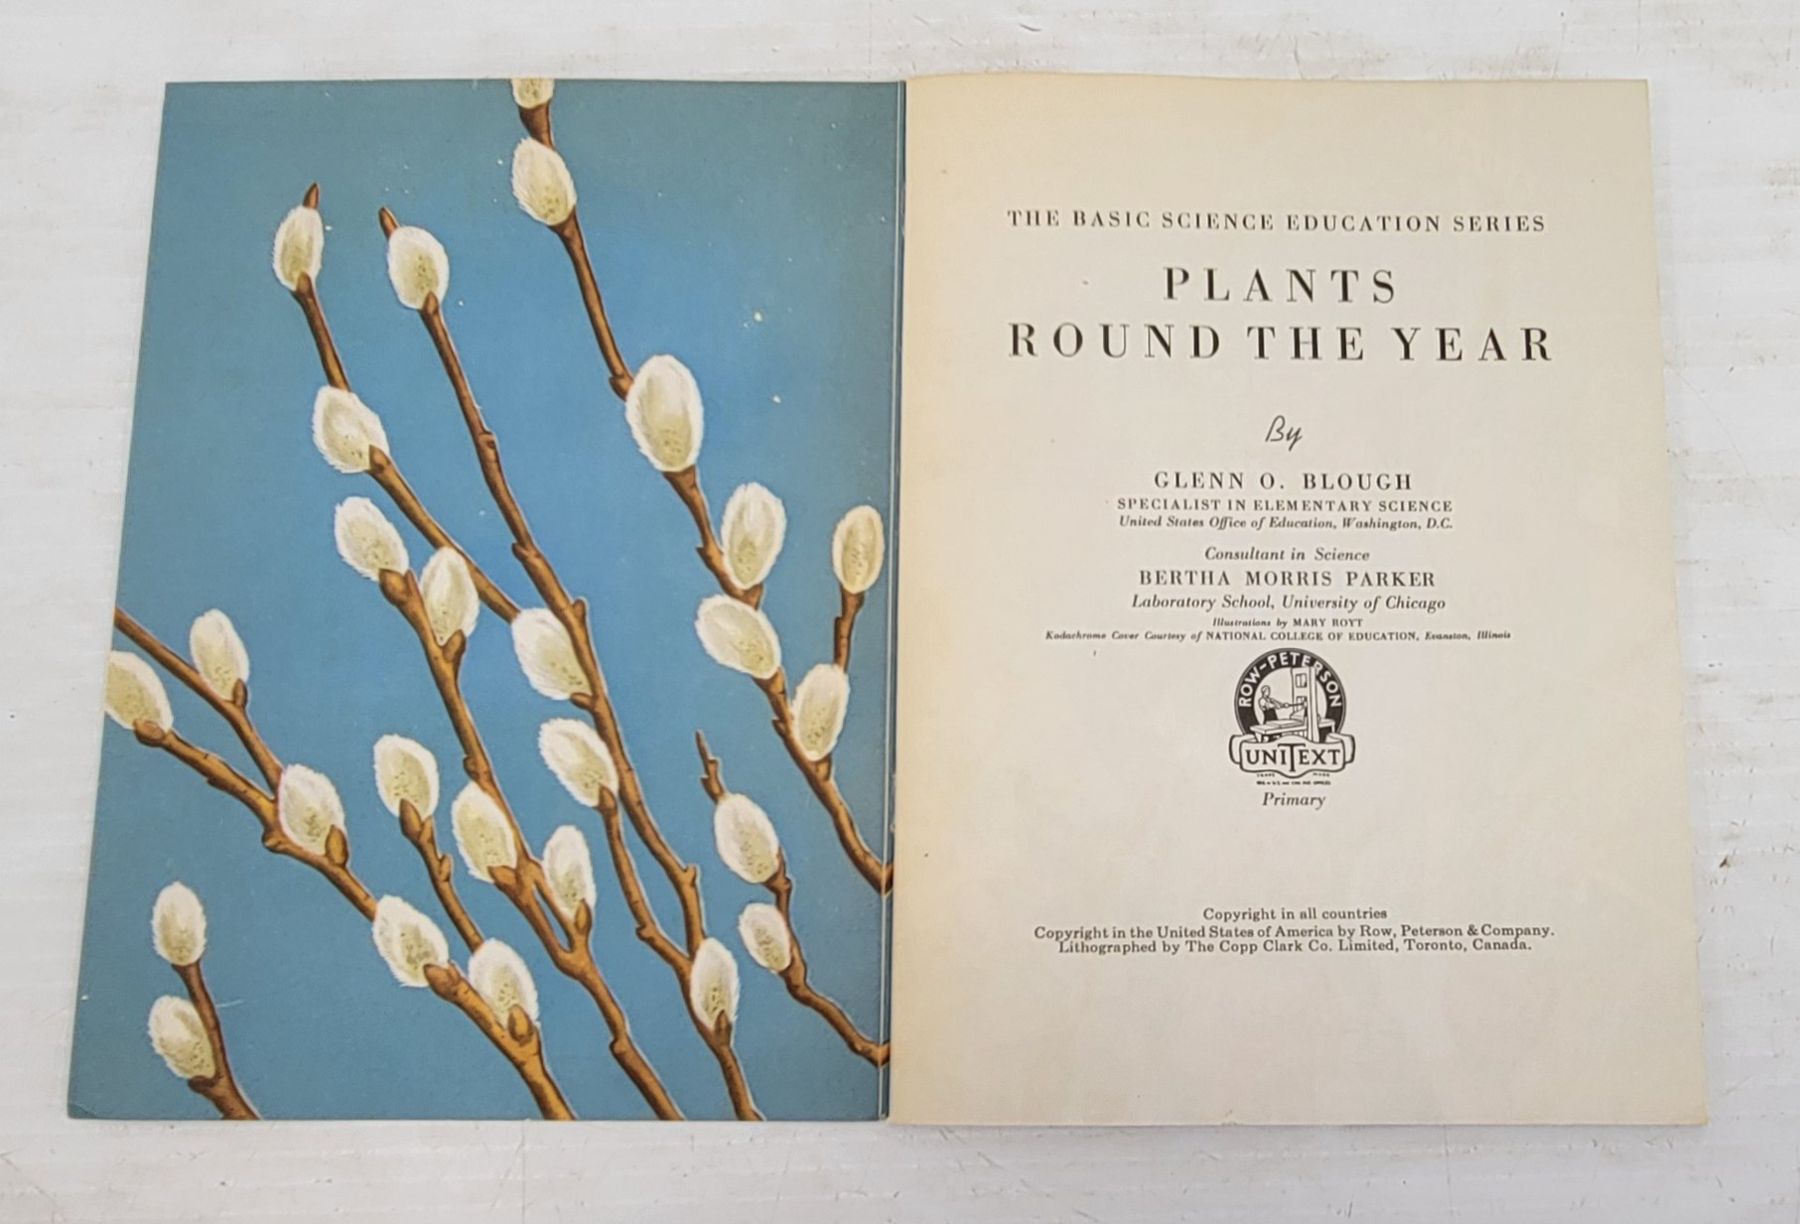 THE BASIC SCIENCE EDUCATION SERIES
PLANTS
ROUND THE YEAR
By
GLENN O. BLOUGH
SPECIALIST IN ELEMENTARY SCIENCE
United States Office of Education, Washington, D.C.
Consultant in Science
BERTHA MORRIS PARKER
Laboratory School, University of Chicago
Illustrations by MARY ROYT
Kodachrome Cover Courtesy of NATIONAL COLLEGE OF EDUCATION, Evanston, Illinois
ROW-PETERSON
UNITEXT
TRADE MARK
Primary
Copyright in all countries
Copyright in the United States of America by Row, Peterson & Company.
Lithographed by The Copp Clark Co. Limited, Toronto, Canada.